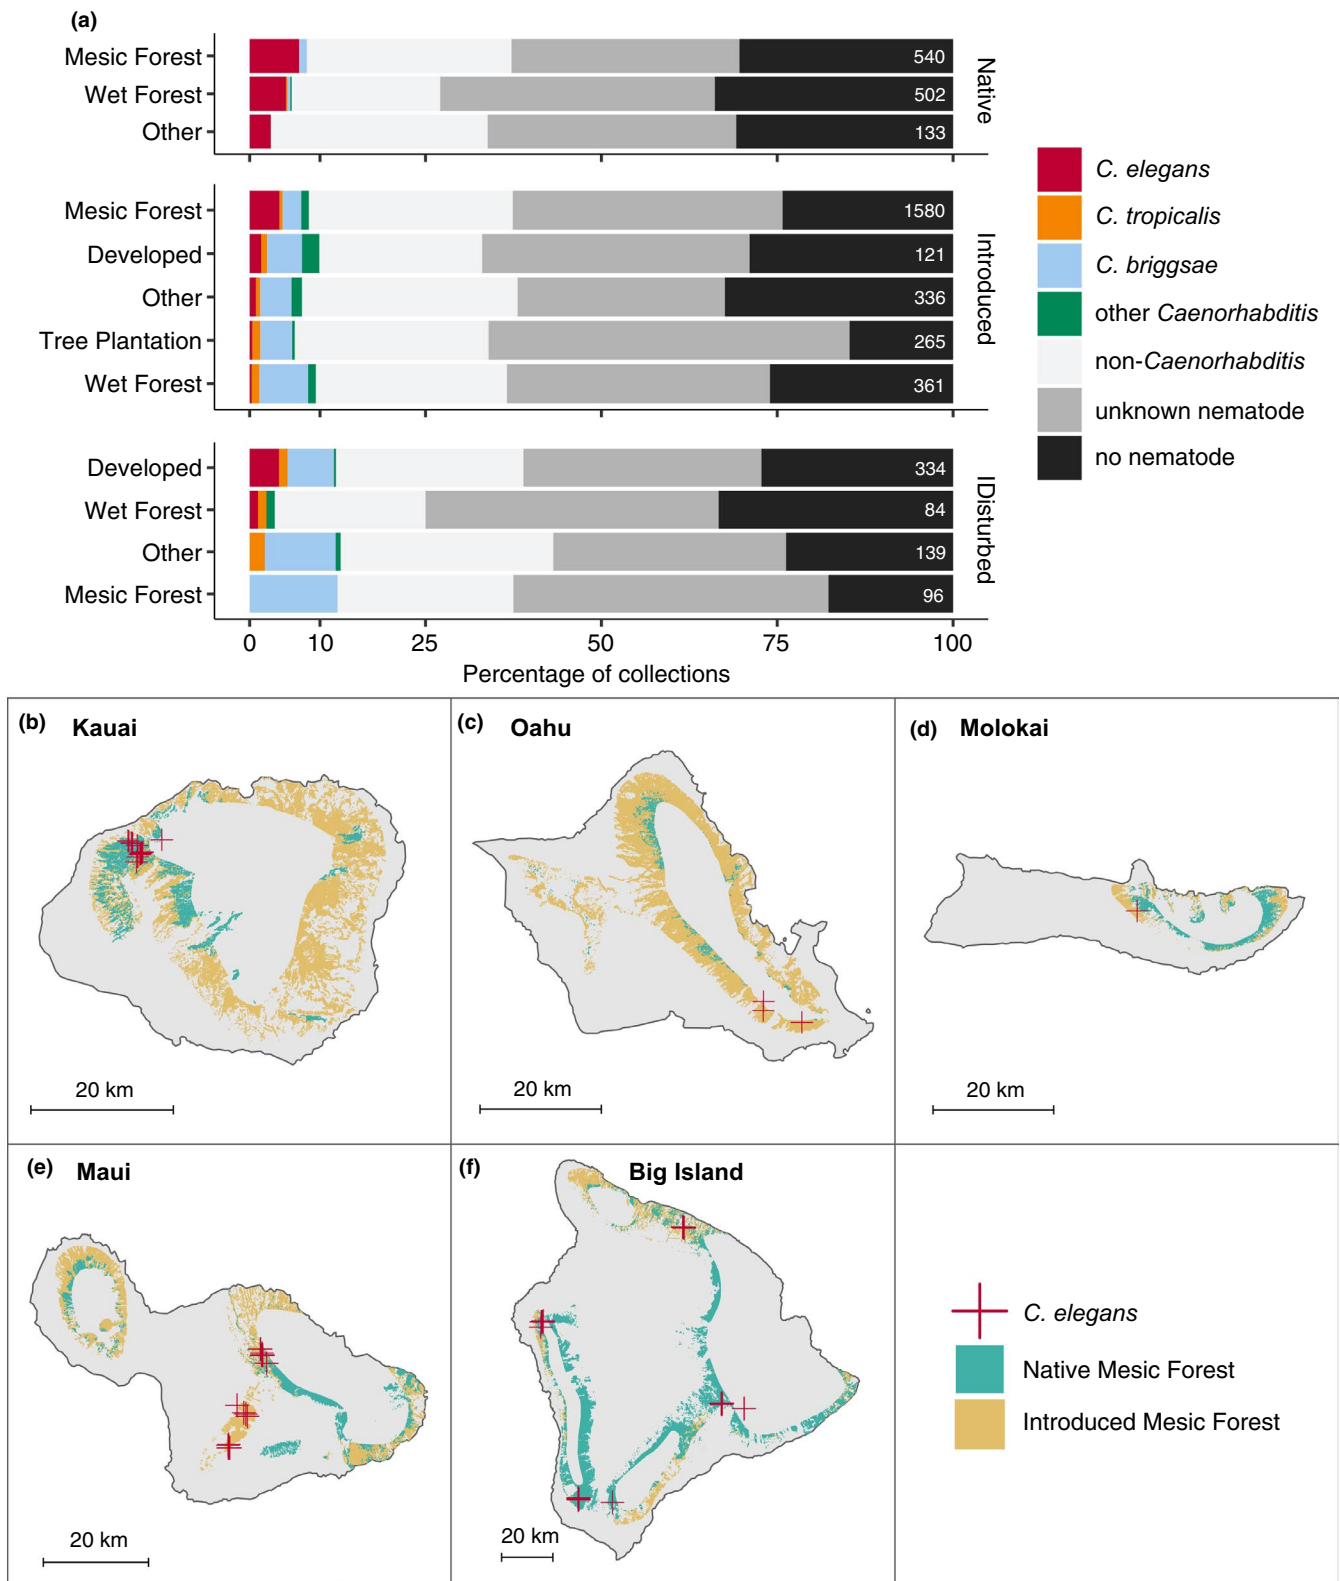 (a)
Mesic Forest 540
Wet Forest 502
Other 133
Native
Mesic Forest 1580
Developed 121
Other 336
Tree Plantation 265
Wet Forest 361
Introduced
Developed 334
Wet Forest 84
Other 139
Mesic Forest 96
IDisturbed
0 10 25 50 75 100
Percentage of collections
C. elegans
C. tropicalis
C. briggsae
other Caenorhabditis
non-Caenorhabditis
unknown nematode
no nematode
(b) Kauai
20 km
(c) Oahu
20 km
(d) Molokai
20 km
(e) Maui
20 km
(f) Big Island
20 km
C. elegans
Native Mesic Forest
Introduced Mesic Forest